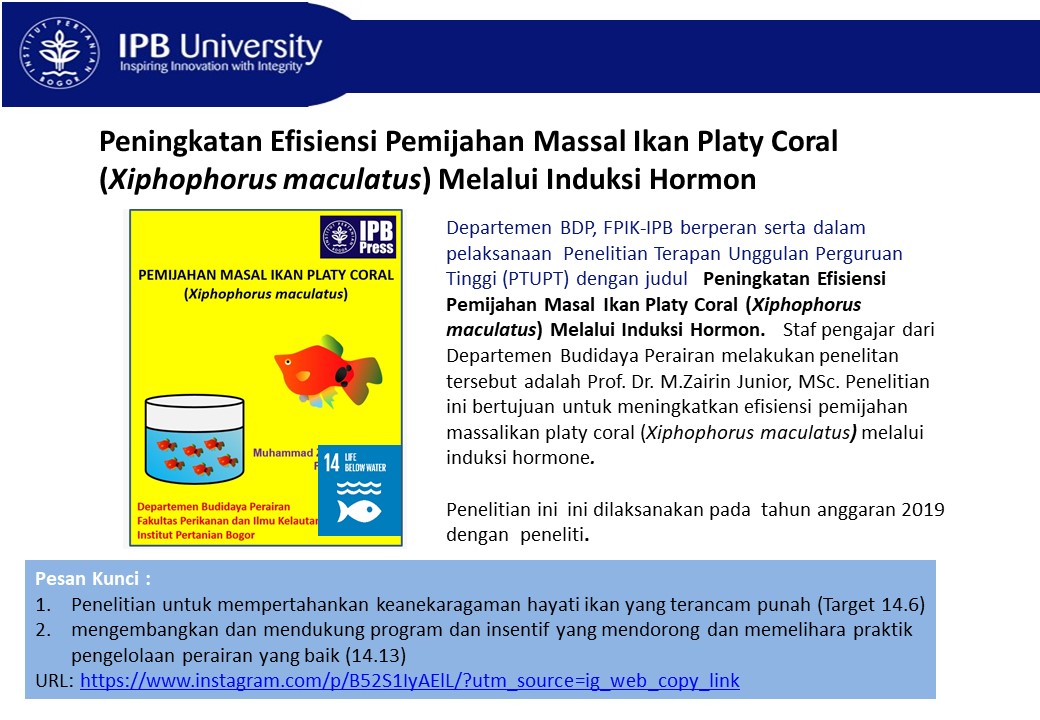 INSTITUT PERTANIAN BOGOR
IPB University
Inspiring Innovation with Integrity
Peningkatan Efisiensi Pemijahan Massal Ikan Platy Coral
(Xiphophorus maculatus) Melalui Induksi Hormon
IPB
Press
PEMIJAHAN MASAL IKAN PLATY CORAL
(Xiphophorus maculatus)
Muhammad
14 LIFE
BELOW WATER
Departemen Budidaya Perairan
Fakultas Perikanan dan Ilmu Kelautan
Institut Pertanian Bogor
Departemen BDP, FPIK-IPB berperan serta dalam
pelaksanaan Penelitian Terapan Unggulan Perguruan
Tinggi (PTUPT) dengan judul Peningkatan Efisiensi
Pemijahan Masal Ikan Platy Coral (Xiphophorus
maculatus) Melalui Induksi Hormon. Staf pengajar dari
Departemen Budidaya Perairan melakukan penelitan
tersebut adalah Prof. Dr. M.Zairin Junior, MSc. Penelitian
ini bertujuan untuk meningkatkan efisiensi pemijahan
massalikan platy coral (Xiphophorus maculatus) melalui
induksi hormone.
Penelitian ini ini dilaksanakan pada tahun anggaran 2019
dengan peneliti.
Pesan Kunci :
1. Penelitian untuk mempertahankan keanekaragaman hayati ikan yang terancam punah (Target 14.6)
2. mengembangkan dan mendukung program dan insentif yang mendorong dan memelihara praktik
pengelolaan perairan yang baik (14.13)
URL: https://www.instagram.com/p/B52S1IyAElL/?utm_source=ig_web_copy_link